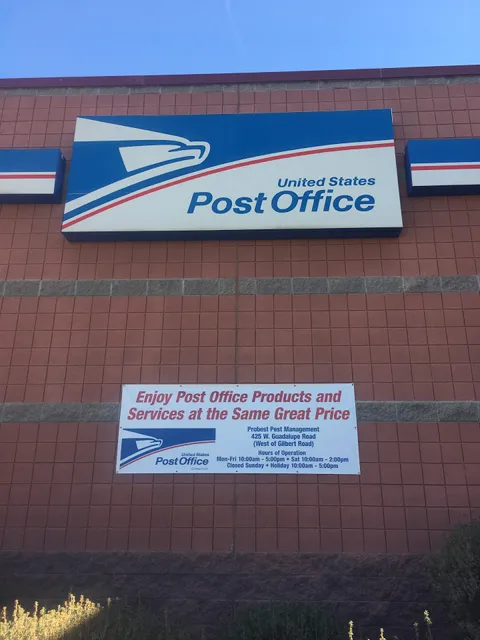 United States
Post Office
Enjoy Post Office Products and
Services at the Same Great Price
Probest Pest Management
425 W. Guadalupe Road
(West of Gilbert Road)
Hours of Operation
Mon-Fri 10:00am - 5:00pm • Sat 10:00am - 2:00pm
Closed Sunday • Holiday 10:00am - 5:00pm
United States
Post Office